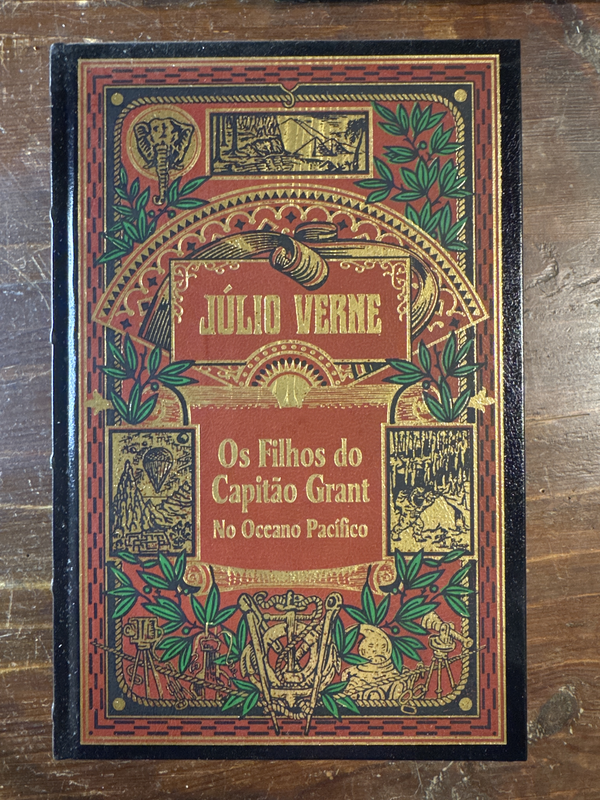 JÚLIO VERNE
Os Filhos do
Capitão Grant
No Oceano Pacífico